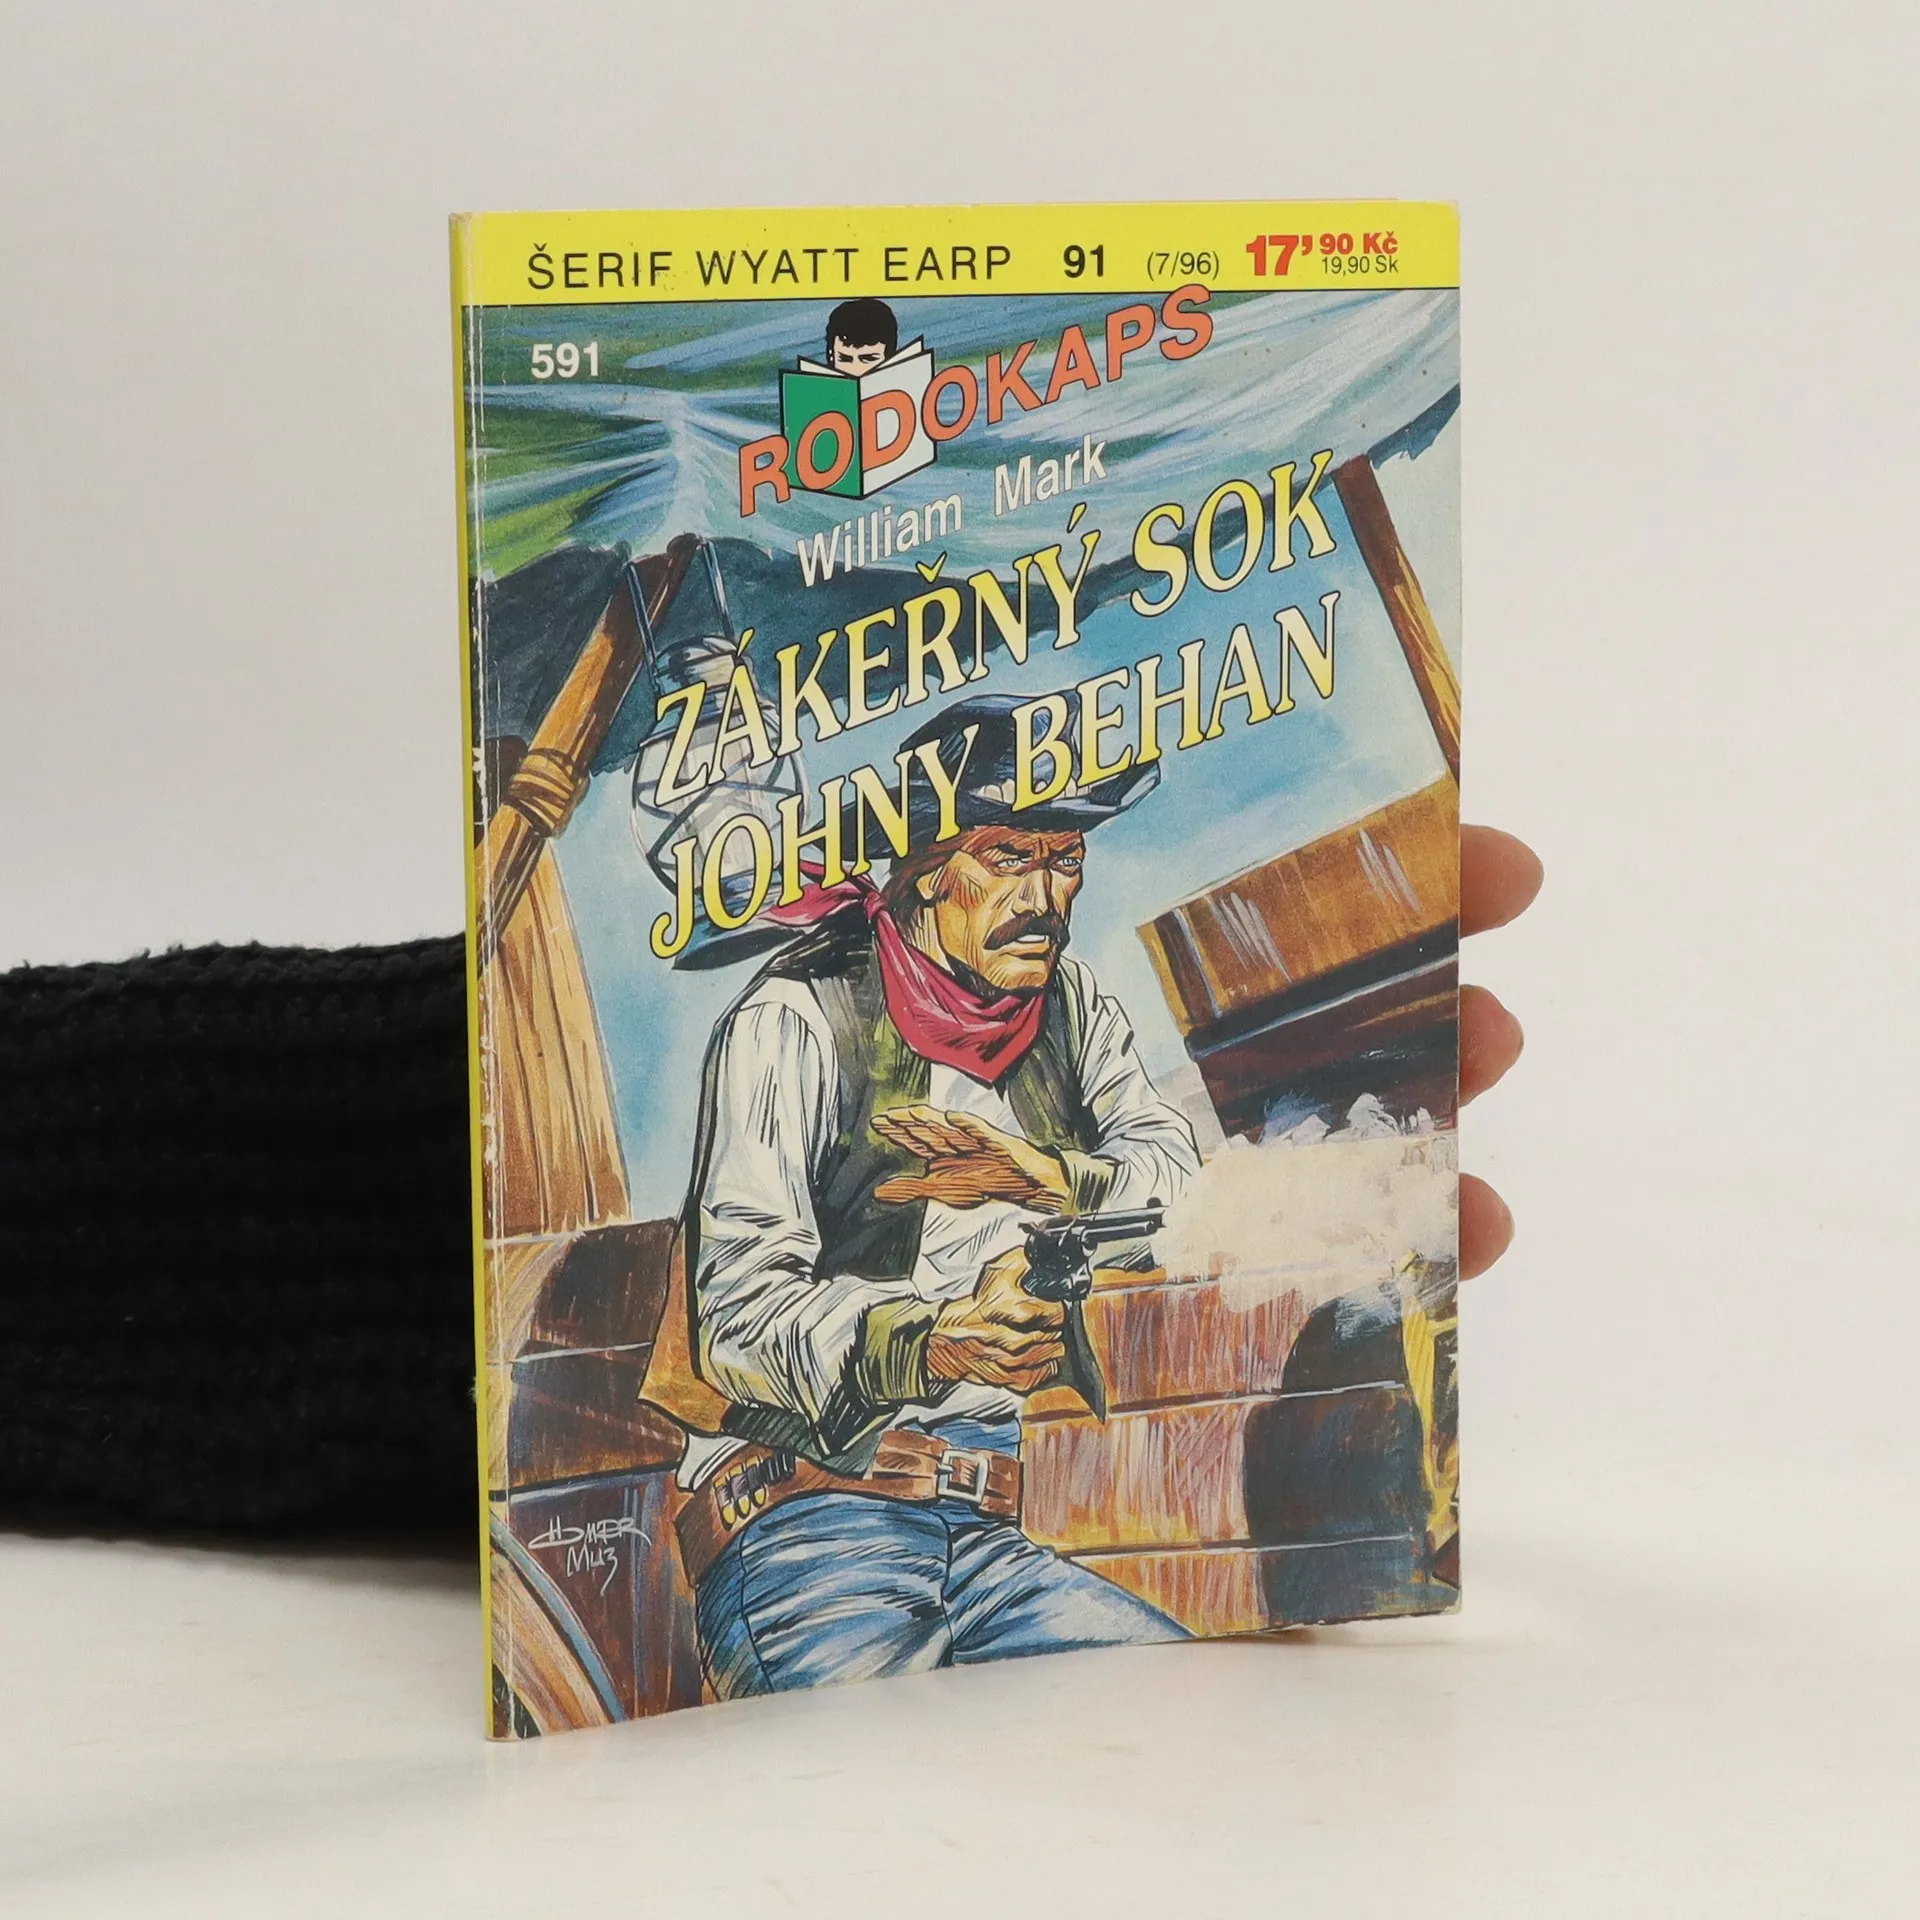 ŠERIF WYATT EARP 91 (7/96) 17,90 Kč
19,90 Sk
591
RODOKAPS
William Mark
ZÁKEŘNÝ SOK
JOHNY BEHAN